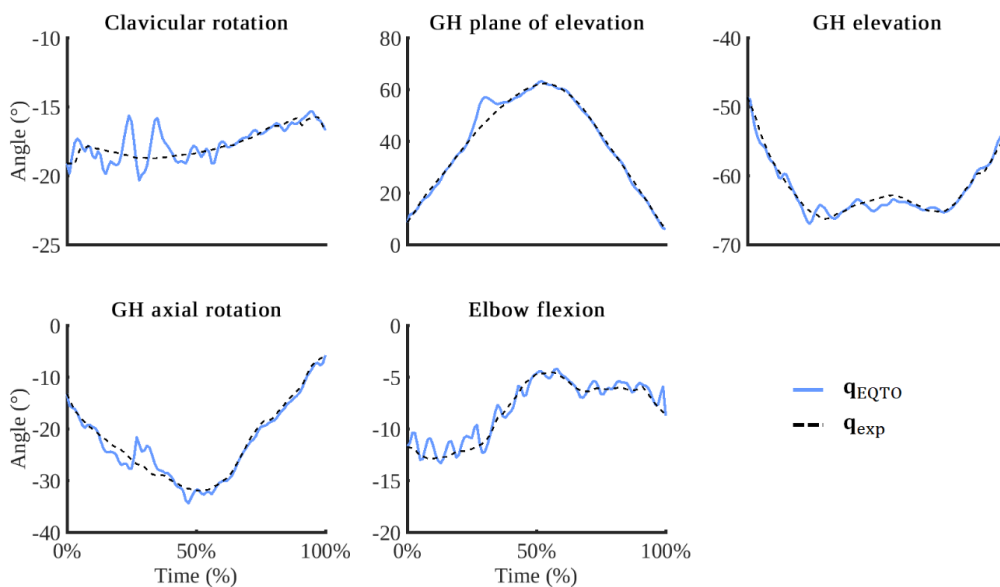 Clavicular rotation
GH plane of elevation
GH elevation
Angle (°)
-10
-15
-20
-25
80
60
40
20
0
-40
-50
-60
-70
GH axial rotation
Elbow flexion
Angle (°)
0
-10
-20
-30
-40
0
-5
-10
-15
-20
0%
50%
100%
0%
50%
100%
Time (%)
Time (%)
qEQTO
qexp